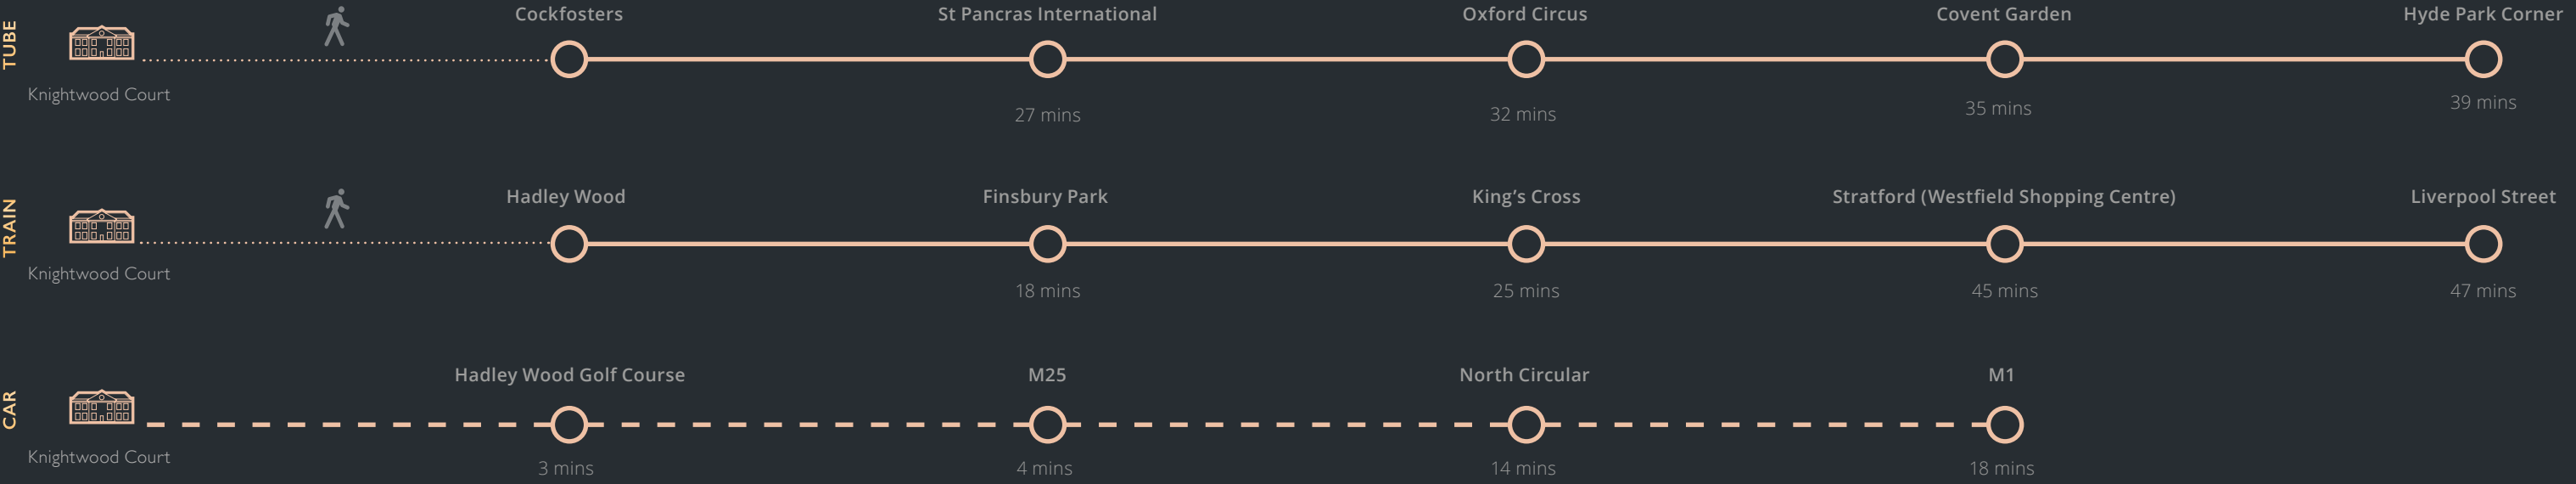 TUBE
Cockfosters
St Pancras International
Oxford Circus
Covent Garden
Hyde Park Corner
Knightwood Court
27 mins
32 mins
35 mins
39 mins
TRAIN
Hadley Wood
Finsbury Park
King’s Cross
Stratford (Westfield Shopping Centre)
Liverpool Street
Knightwood Court
18 mins
25 mins
45 mins
47 mins
CAR
Hadley Wood Golf Course
M25
North Circular
M1
Knightwood Court
3 mins
4 mins
14 mins
18 mins